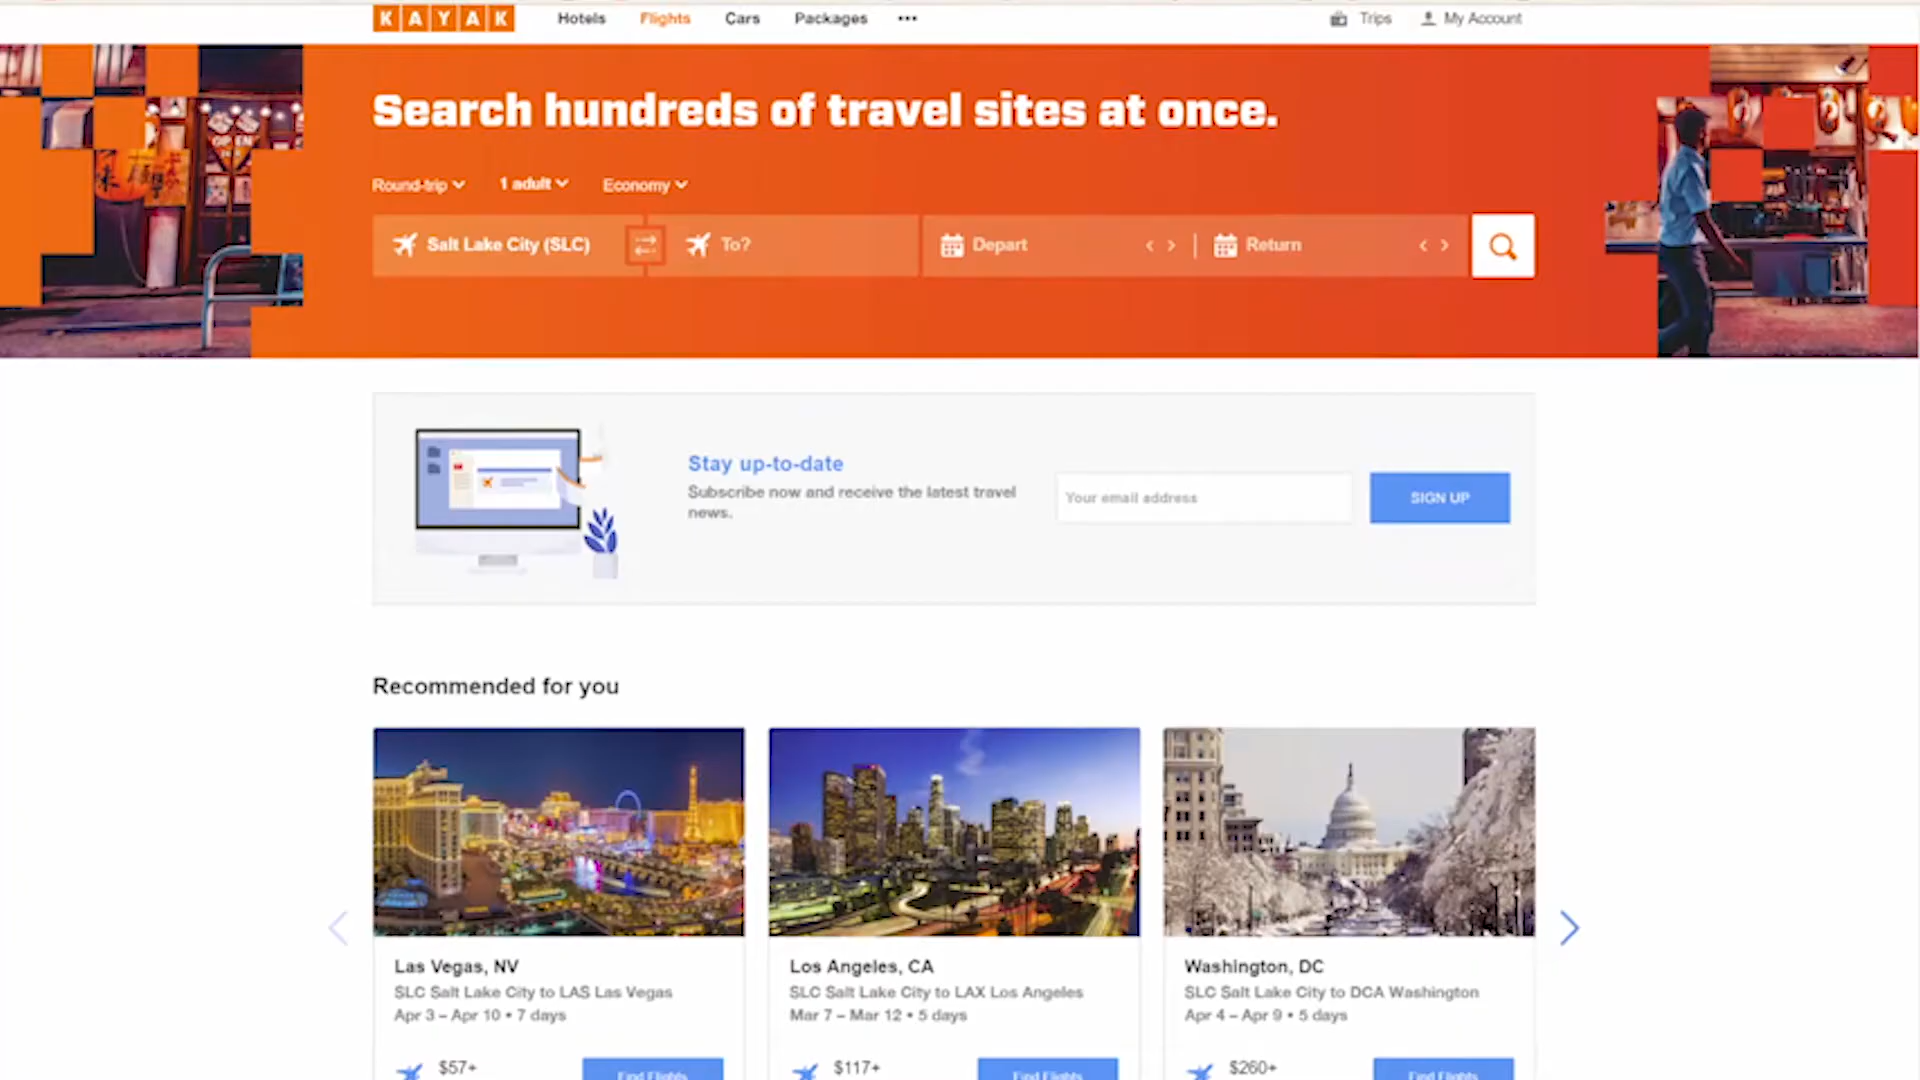 KAYAK Hotels Flights Cars Packages ••• Trips My Account
Search hundreds of travel sites at once.
Round-trip 1 adult Economy
Salt Lake City (SLC) To? Depart Return
OPEN
Stay up-to-date
Subscribe now and receive the latest travel
news.
Your email address
SIGN UP
Recommended for you
Las Vegas, NV
SLC Salt Lake City to LAS Las Vegas
Apr 3 – Apr 10 • 7 days
$57+
Find Flights
Los Angeles, CA
SLC Salt Lake City to LAX Los Angeles
Mar 7 – Mar 12 • 5 days
$117+
Find Flights
Washington, DC
SLC Salt Lake City to DCA Washington
Apr 4 – Apr 9 • 5 days
$260+
Find Flights